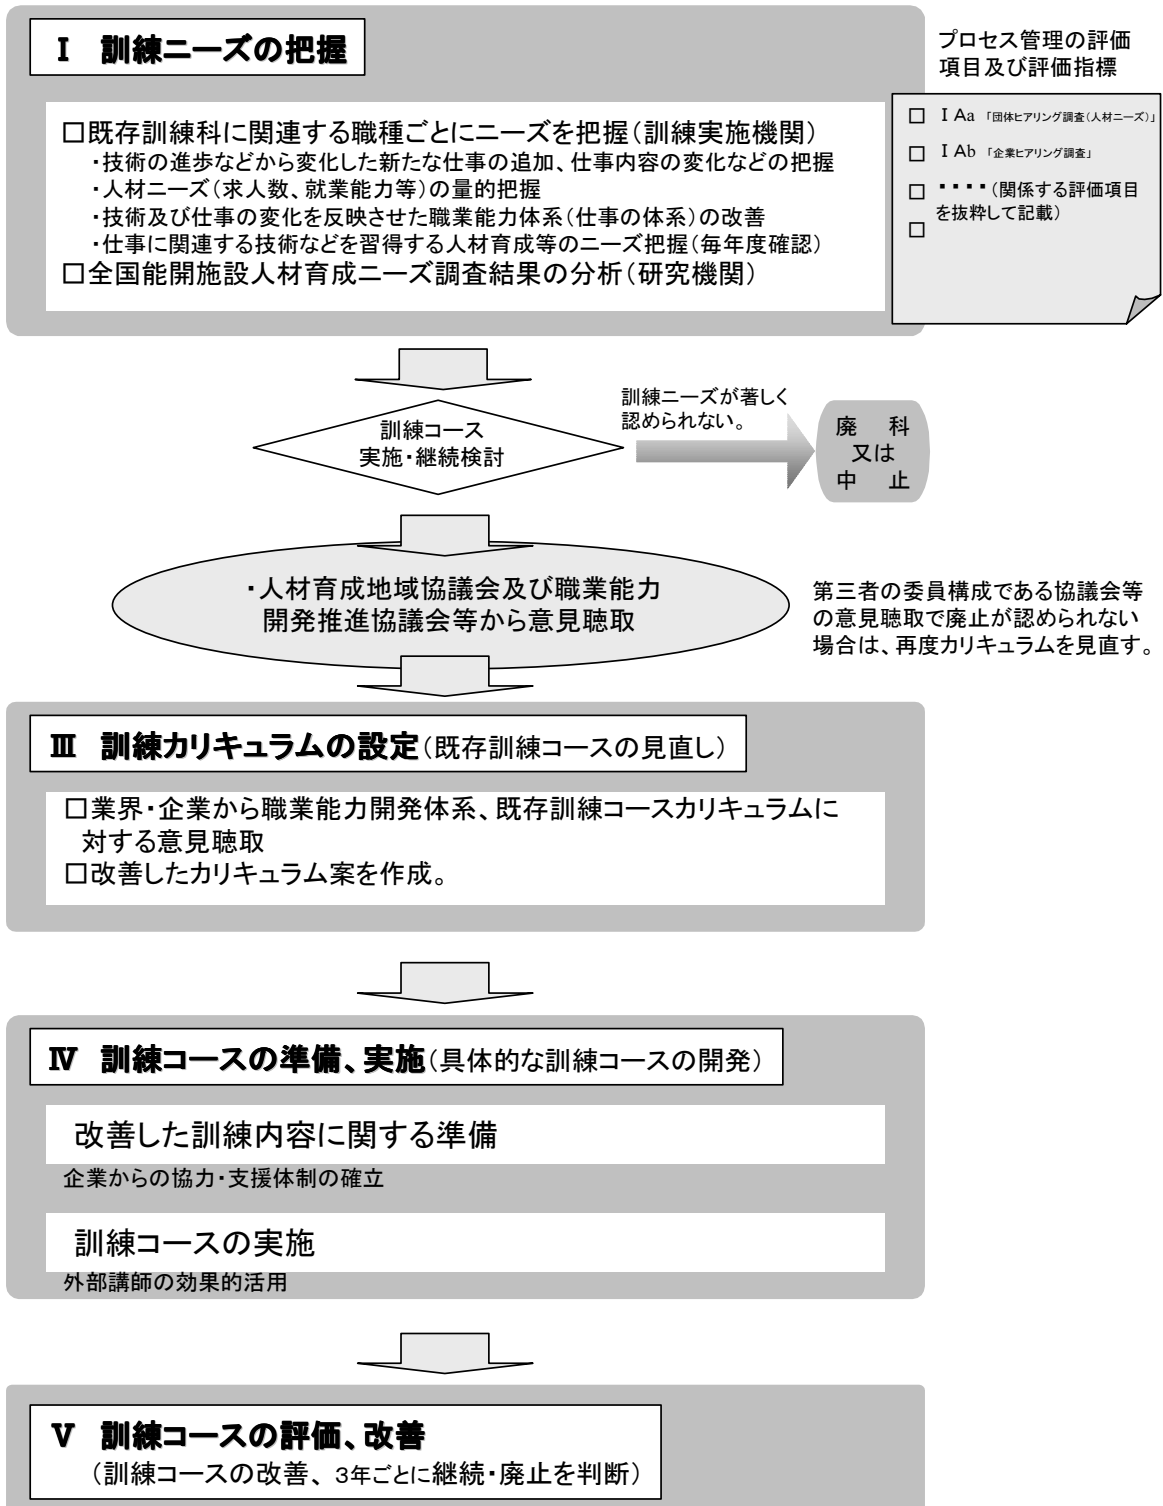 Ⅰ 訓練ニーズの把握
プロセス管理の評価
項目及び評価指標
□ Ⅰ Aa 「団体ヒアリング調査(人材ニーズ)」
□ Ⅰ Ab 「企業ヒアリング調査」
□ ・・・・(関係する評価項目
を抜粋して記載)
□
□既存訓練科に関連する職種ごとにニーズを把握(訓練実施機関)
・技術の進歩などから変化した新たな仕事の追加、仕事内容の変化などの把握
・人材ニーズ(求人数、就業能力等)の量的把握
・技術及び仕事の変化を反映させた職業能力体系(仕事の体系)の改善
・仕事に関連する技術などを習得する人材育成等のニーズ把握(毎年度確認)
□全国能開施設人材育成ニーズ調査結果の分析(研究機関)
訓練コース
実施・継続検討
訓練ニーズが著しく
認められない。
廃 科
又は
中 止
・人材育成地域協議会及び職業能力
開発推進協議会等から意見聴取
第三者の委員構成である協議会等
の意見聴取で廃止が認められない
場合は、再度カリキュラムを見直す。
Ⅲ 訓練カリキュラムの設定(既存訓練コースの見直し)
□業界・企業から職業能力開発体系、既存訓練コースカリキュラムに
対する意見聴取
□改善したカリキュラム案を作成。
Ⅳ 訓練コースの準備、実施(具体的な訓練コースの開発)
改善した訓練内容に関する準備
企業からの協力・支援体制の確立
訓練コースの実施
外部講師の効果的活用
Ⅴ 訓練コースの評価、改善
(訓練コースの改善、3年ごとに継続・廃止を判断)